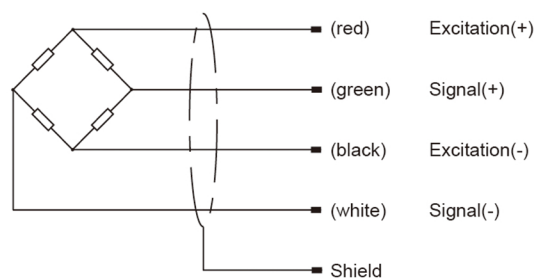 (red) Excitation(+)
(green) Signal(+)
(black) Excitation(-)
(white) Signal(-)
Shield